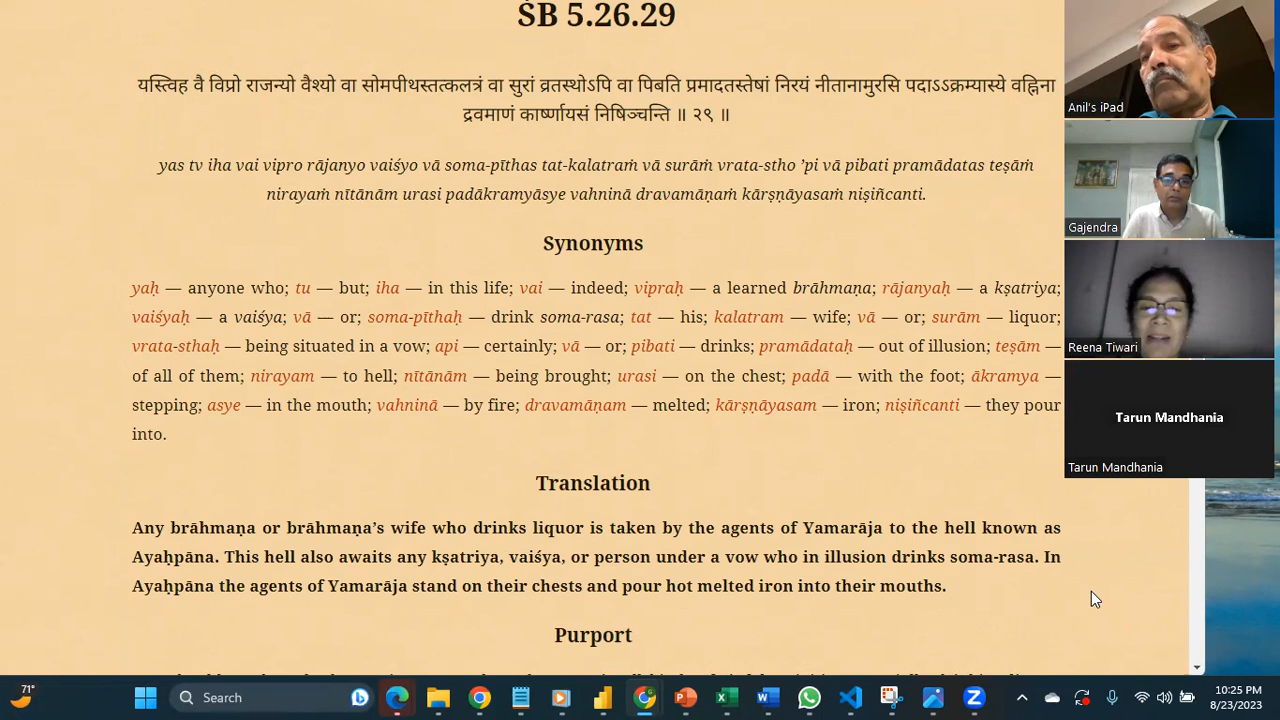 ŚB 5.26.29
यस्त्विह वै विप्रो राजन्यो वैश्यो वा सोमपीथस्तत्कलत्रं वा सुरां व्रतस्थोऽपि वा पिबति प्रमादतस्तेषां निरयं नीतानामुरसि पदाऽऽक्रम्यास्ये वह्निना
द्रवमाणं कार्ष्णायसं निषिञ्चन्ति ॥ २९ ॥
yas tv iha vai vipro rājanyo vaiśyo vā soma-pīthas tat-kalatraṁ vā surāṁ vrata-stho ’pi vā pibati pramādatas teṣāṁ
nirayaṁ nītānām urasi padākramyāsye vahninā dravamāṇaṁ kārṣṇāyasaṁ niṣiñcanti.
Synonyms
yaḥ — anyone who; tu — but; iha — in this life; vai — indeed; vipraḥ — a learned brāhmaṇa; rājanyaḥ — a kṣatriya;
vaiśyaḥ — a vaiśya; vā — or; soma-pīthaḥ — drink soma-rasa; tat — his; kalatram — wife; vā — or; surām — liquor;
vrata-sthaḥ — being situated in a vow; api — certainly; vā — or; pibati — drinks; pramādataḥ — out of illusion; teṣām —
of all of them; nirayam — to hell; nītānām — being brought; urasi — on the chest; padā — with the foot; ākramya —
stepping; asye — in the mouth; vahninā — by fire; dravamāṇam — melted; kārṣṇāyasam — iron; niṣiñcanti — they pour
into.
Translation
Any brāhmaṇa or brāhmaṇa’s wife who drinks liquor is taken by the agents of Yamarāja to the hell known as
Ayaḥpāna. This hell also awaits any kṣatriya, vaiśya, or person under a vow who in illusion drinks soma-rasa. In
Ayaḥpāna the agents of Yamarāja stand on their chests and pour hot melted iron into their mouths.
Purport
Anil's iPad
Gajendra
Reena Tiwari
Tarun Mandhania
Tarun Mandhania
71°
Search
10:25 PM
8/23/2023